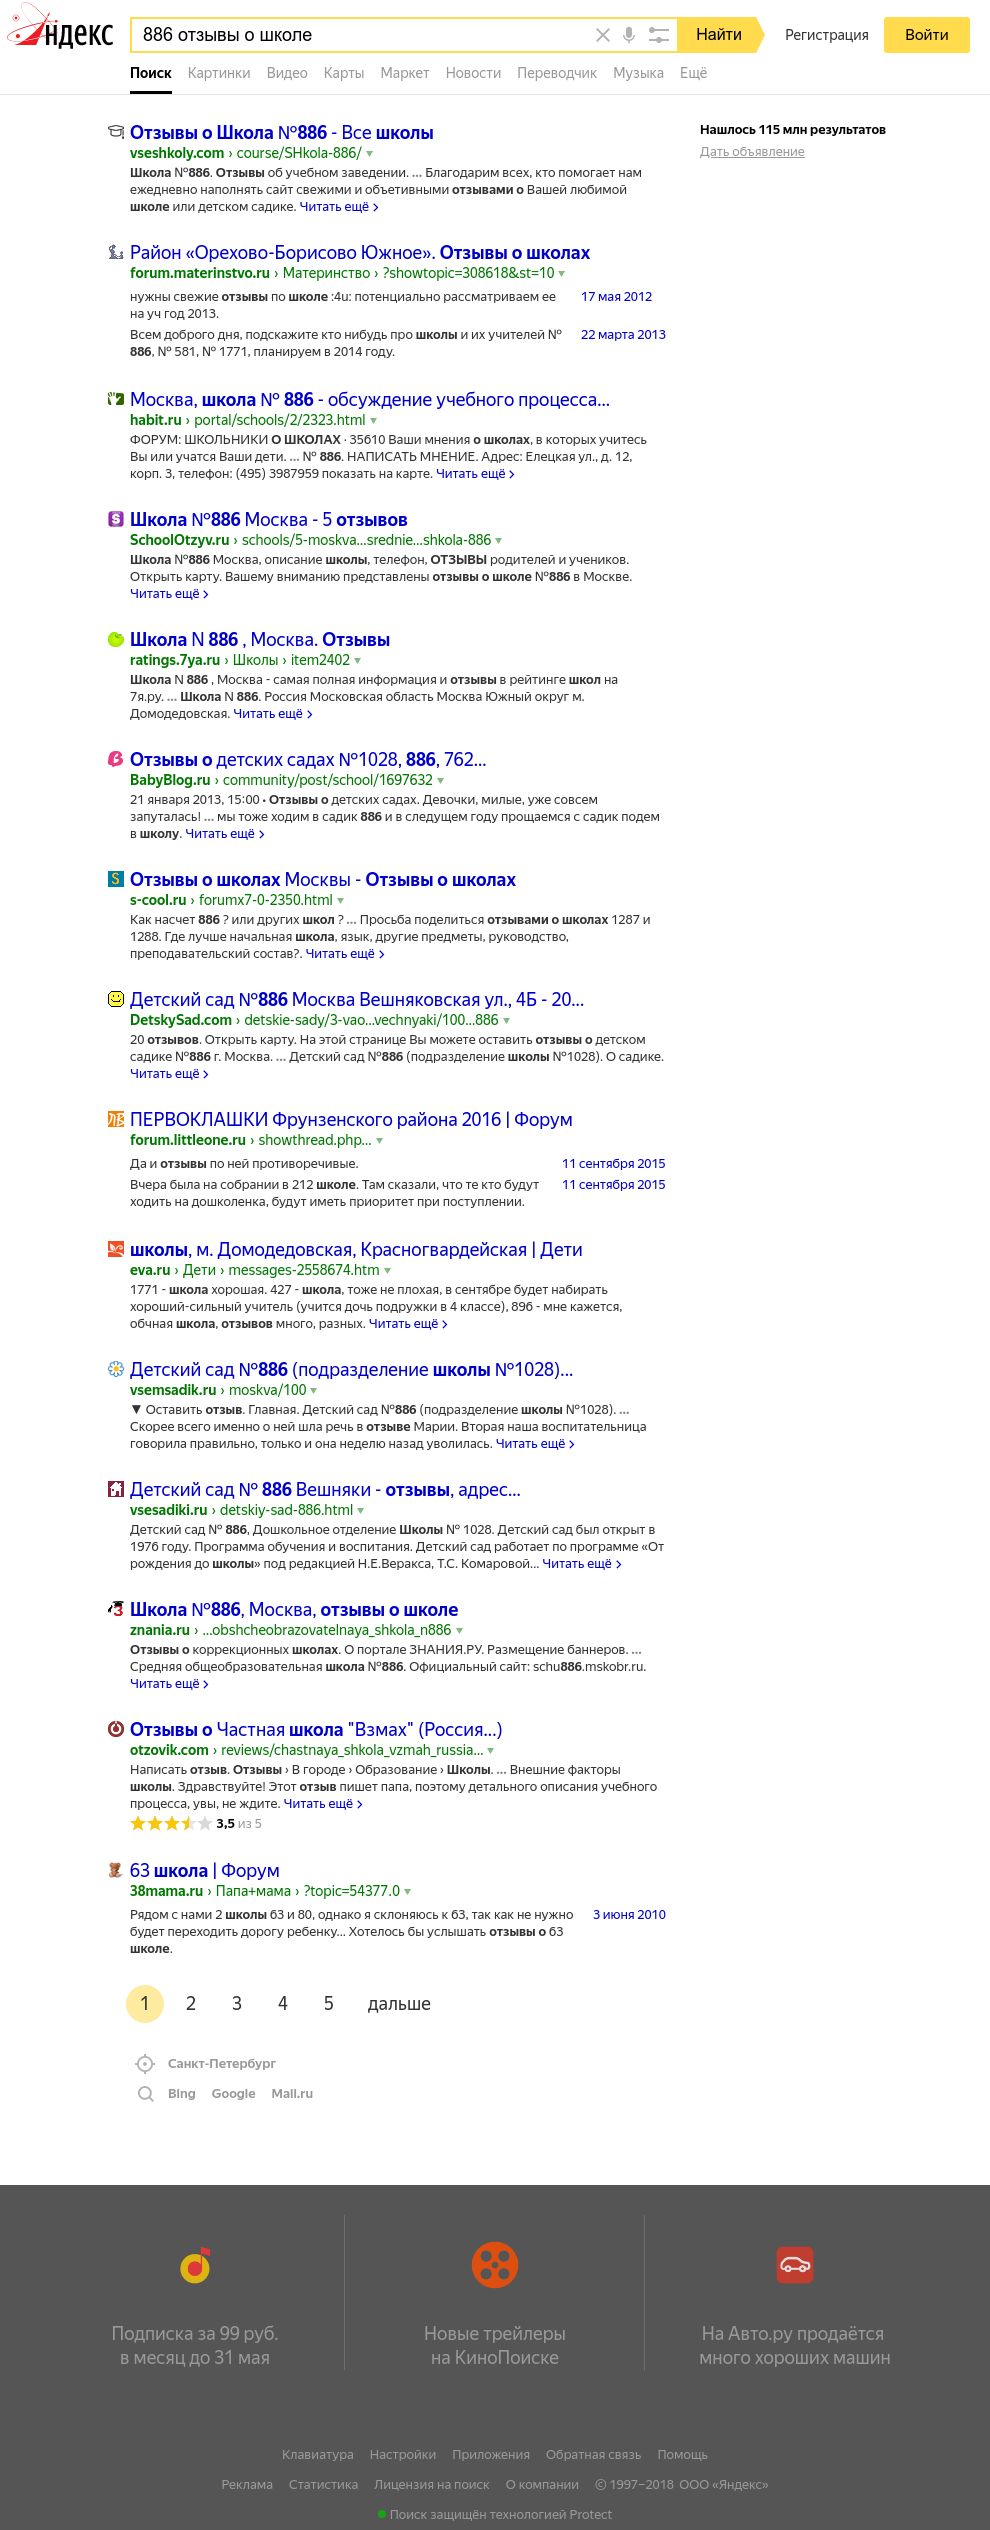 Яндекс
886 отзывы о школе
Найти
Регистрация
Войти
Поиск Картинки Видео Карты Маркет Новости Переводчик Музыка Ещё
Нашлось 115 млн результатов
Дать объявление
Отзывы о Школа №886 - Все школы
vseshkoly.com › course/SHkola-886/
Школа №886. Отзывы об учебном заведении. ... Благодарим всех, кто помогает нам
ежедневно наполнять сайт свежими и объетивными отзывами о Вашей любимой
школе или детском садике. Читать ещё >
Район «Орехово-Борисово Южное». Отзывы о школах
forum.materinstvo.ru › Материнство › ?showtopic=308618&st=10
нужны свежие отзывы по школе :4u: потенциально рассматриваем ее 17 мая 2012
на уч год 2013.
Всем доброго дня, подскажите кто нибудь про школы и их учителей № 22 марта 2013
886, № 581, № 1771, планируем в 2014 году.
Москва, школа № 886 - обсуждение учебного процесса...
habit.ru › portal/schools/2/2323.html
ФОРУМ: ШКОЛЬНИКИ О ШКОЛАХ · 35610 Ваши мнения о школах, в которых учитесь
Вы или учатся Ваши дети. ... № 886. НАПИСАТЬ МНЕНИЕ. Адрес: Елецкая ул., д. 12,
корп. 3, телефон: (495) 3987959 показать на карте. Читать ещё >
Школа №886 Москва - 5 отзывов
SchoolOtzyv.ru › schools/5-moskva...srednie...shkola-886
Школа №886 Москва, описание школы, телефон, ОТЗЫВЫ родителей и учеников.
Открыть карту. Вашему вниманию представлены отзывы о школе №886 в Москве.
Читать ещё >
Школа N 886 , Москва. Отзывы
ratings.7ya.ru › Школы › item2402
Школа N 886 , Москва - самая полная информация и отзывы в рейтинге школ на
7я.ру. ... Школа N 886. Россия Московская область Москва Южный округ м.
Домодедовская. Читать ещё >
Отзывы о детских садах №1028, 886, 762...
BabyBlog.ru › community/post/school/1697632
21 января 2013, 15:00 • Отзывы о детских садах. Девочки, милые, уже совсем
запуталась! ... мы тоже ходим в садик 886 и в следущем году прощаемся с садик подем
в школу. Читать ещё >
Отзывы о школах Москвы - Отзывы о школах
s-cool.ru › forumx7-0-2350.html
Как насчет 886 ? или других школ ? ... Просьба поделиться отзывами о школах 1287 и
1288. Где лучше начальная школа, язык, другие предметы, руководство,
преподавательский состав?. Читать ещё >
Детский сад №886 Москва Вешняковская ул., 4Б - 20...
DetskySad.com › detskie-sady/3-vao...vechnyaki/100...886
20 отзывов. Открыть карту. На этой странице Вы можете оставить отзывы о детском
садике №886 г. Москва. ... Детский сад №886 (подразделение школы №1028). О садике.
Читать ещё >
ПЕРВОКЛАШКИ Фрунзенского района 2016 | Форум
forum.littleone.ru › showthread.php...
Да и отзывы по ней противоречивые. 11 сентября 2015
Вчера была на собрании в 212 школе. Там сказали, что те кто будут 11 сентября 2015
ходить на дошколенка, будут иметь приоритет при поступлении.
школы, м. Домодедовская, Красногвардейская | Дети
eva.ru › Дети › messages-2558674.htm
1771 - школа хорошая. 427 - школа, тоже не плохая, в сентябре будет набирать
хороший-сильный учитель (учится дочь подружки в 4 классе), 896 - мне кажется,
обчная школа, отзывов много, разных. Читать ещё >
Детский сад №886 (подразделение школы №1028)...
vsemsadik.ru › moskva/100
▼ Оставить отзыв. Главная. Детский сад №886 (подразделение школы №1028). ...
Скорее всего именно о ней шла речь в отзыве Марии. Вторая наша воспитательница
говорила правильно, только и она неделю назад уволилась. Читать ещё >
Детский сад № 886 Вешняки - отзывы, адрес...
vsesadiki.ru › detskiy-sad-886.html
Детский сад № 886, Дошкольное отделение Школы № 1028. Детский сад был открыт в
1976 году. Программа обучения и воспитания. Детский сад работает по программе «От
рождения до школы» под редакцией Н.Е.Веракса, Т.С. Комаровой... Читать ещё >
Школа №886, Москва, отзывы о школе
znania.ru › ...obshcheobrazovatelnaya_shkola_n886
Отзывы о коррекционных школах. О портале ЗНАНИЯ.РУ. Размещение баннеров. ...
Средняя общеобразовательная школа №886. Официальный сайт: schu886.mskobr.ru.
Читать ещё >
Отзывы о Частная школа "Взмах" (Россия...)
otzovik.com › reviews/chastnaya_shkola_vzmah_russia...
Написать отзыв. Отзывы › В городе › Образование › Школы. ... Внешние факторы
школы. Здравствуйте! Этот отзыв пишет папа, поэтому детального описания учебного
процесса, увы, не ждите. Читать ещё >
3,5 из 5
63 школа | Форум
38mama.ru › Папа+мама › ?topic=54377.0
Рядом с нами 2 школы 63 и 80, однако я склоняюсь к 63, так как не нужно 3 июня 2010
будет переходить дорогу ребенку... Хотелось бы услышать отзывы о 63
школе.
1 2 3 4 5 дальше
Санкт-Петербург
Bing Google Mail.ru
Подписка за 99 руб.
в месяц до 31 мая
Новые трейлеры
на КиноПоиске
На Авто.ру продаётся
много хороших машин
Клавиатура Настройки Приложения Обратная связь Помощь
Реклама Статистика Лицензия на поиск О компании © 1997–2018 ООО «Яндекс»
Поиск защищён технологией Protect